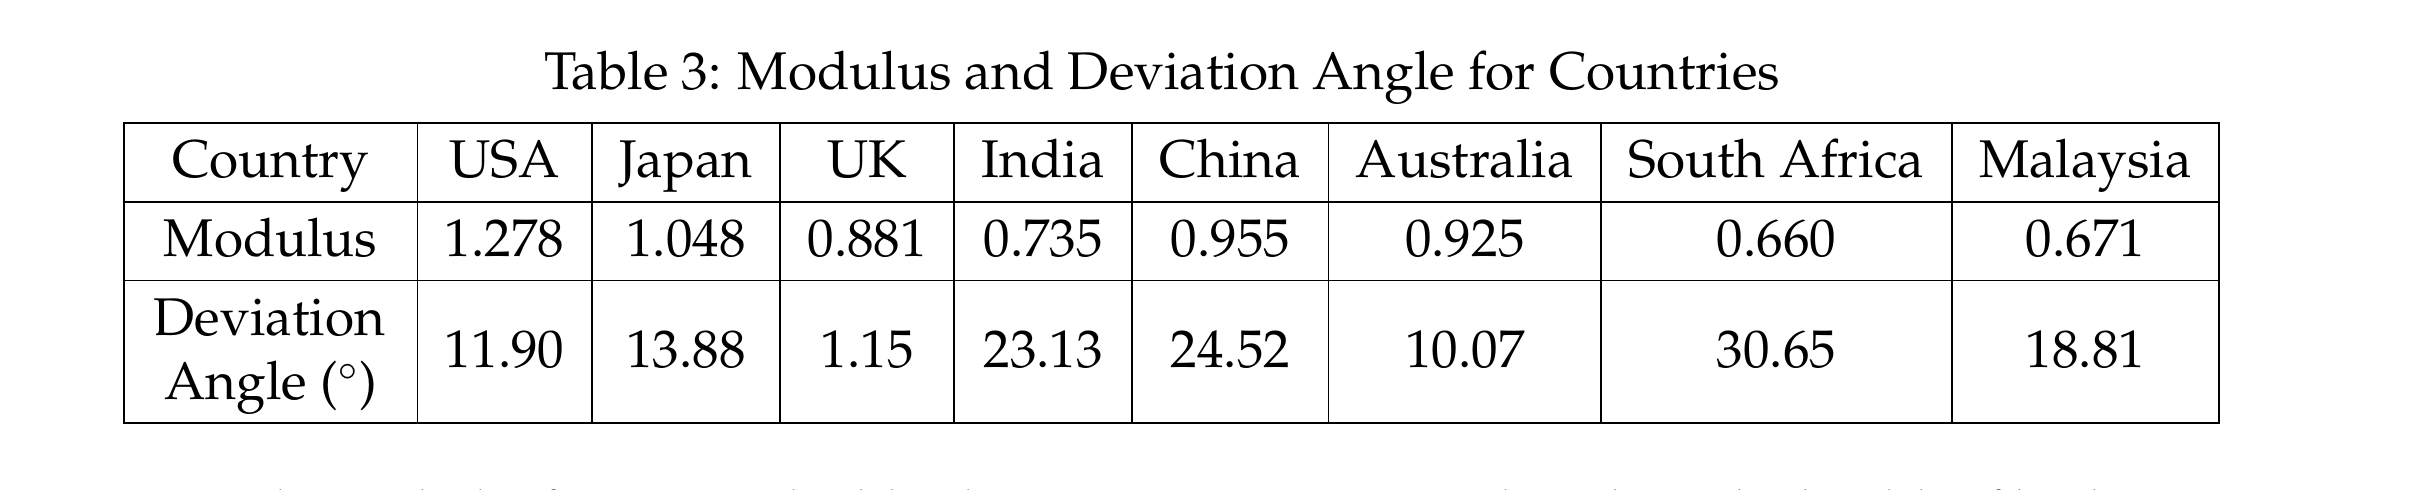 Table 3: Modulus and Deviation Angle for Countries
Country USA Japan UK India China Australia South Africa Malaysia
Modulus 1.278 1.048 0.881 0.735 0.955 0.925 0.660 0.671
Deviation
Angle (°) 11.90 13.88 1.15 23.13 24.52 10.07 30.65 18.81